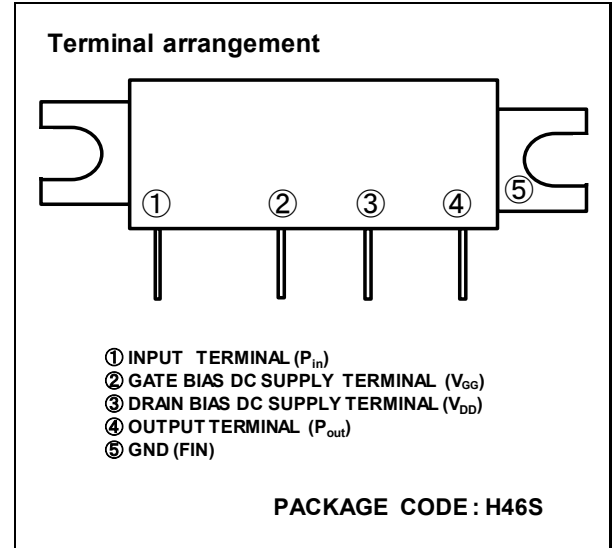 Terminal arrangement
① ② ③ ④ ⑤
① INPUT TERMINAL (Pin)
② GATE BIAS DC SUPPLY TERMINAL (VGG)
③ DRAIN BIAS DC SUPPLY TERMINAL (VDD)
④ OUTPUT TERMINAL (Pout)
⑤ GND (FIN)
PACKAGE CODE : H46S